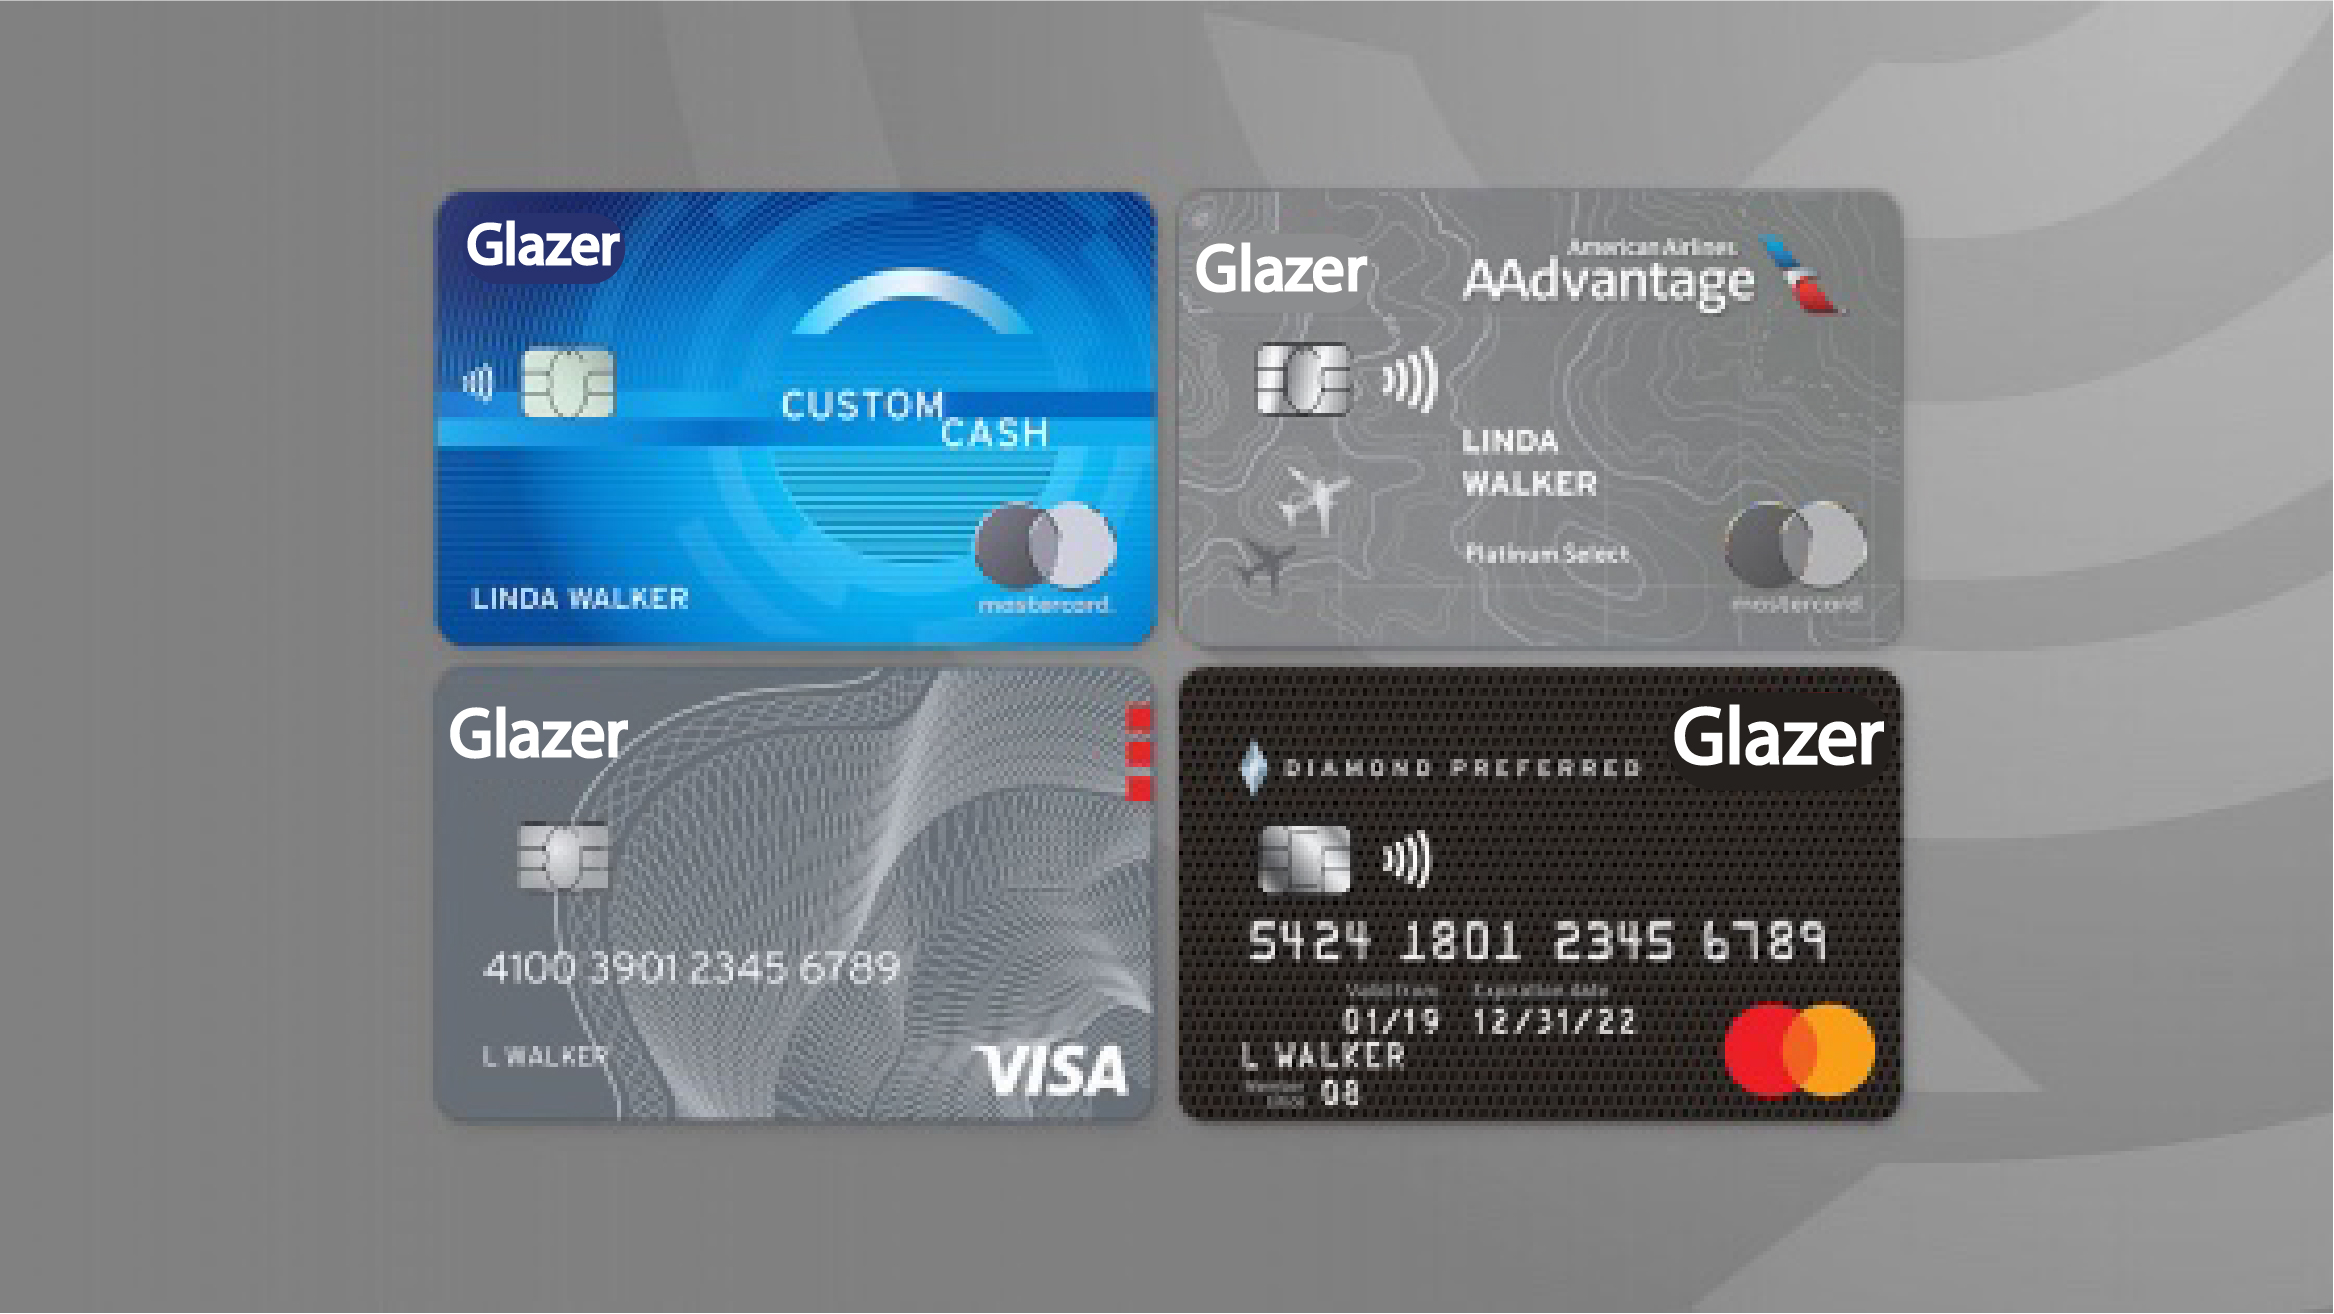 Glazer
CUSTOM
CASH
LINDA WALKER
mastercard.
Glazer
American Airlines
AAdvantage
LINDA
WALKER
Platinum Select
mastercard
Glazer
4100 3901 2345 6789
L WALKER
VISA
Glazer
DIAMOND PREFERRED
5424 1801 2345 6789
Valid from Expiration date
01/19 12/31/22
L WALKER
Member
since 08